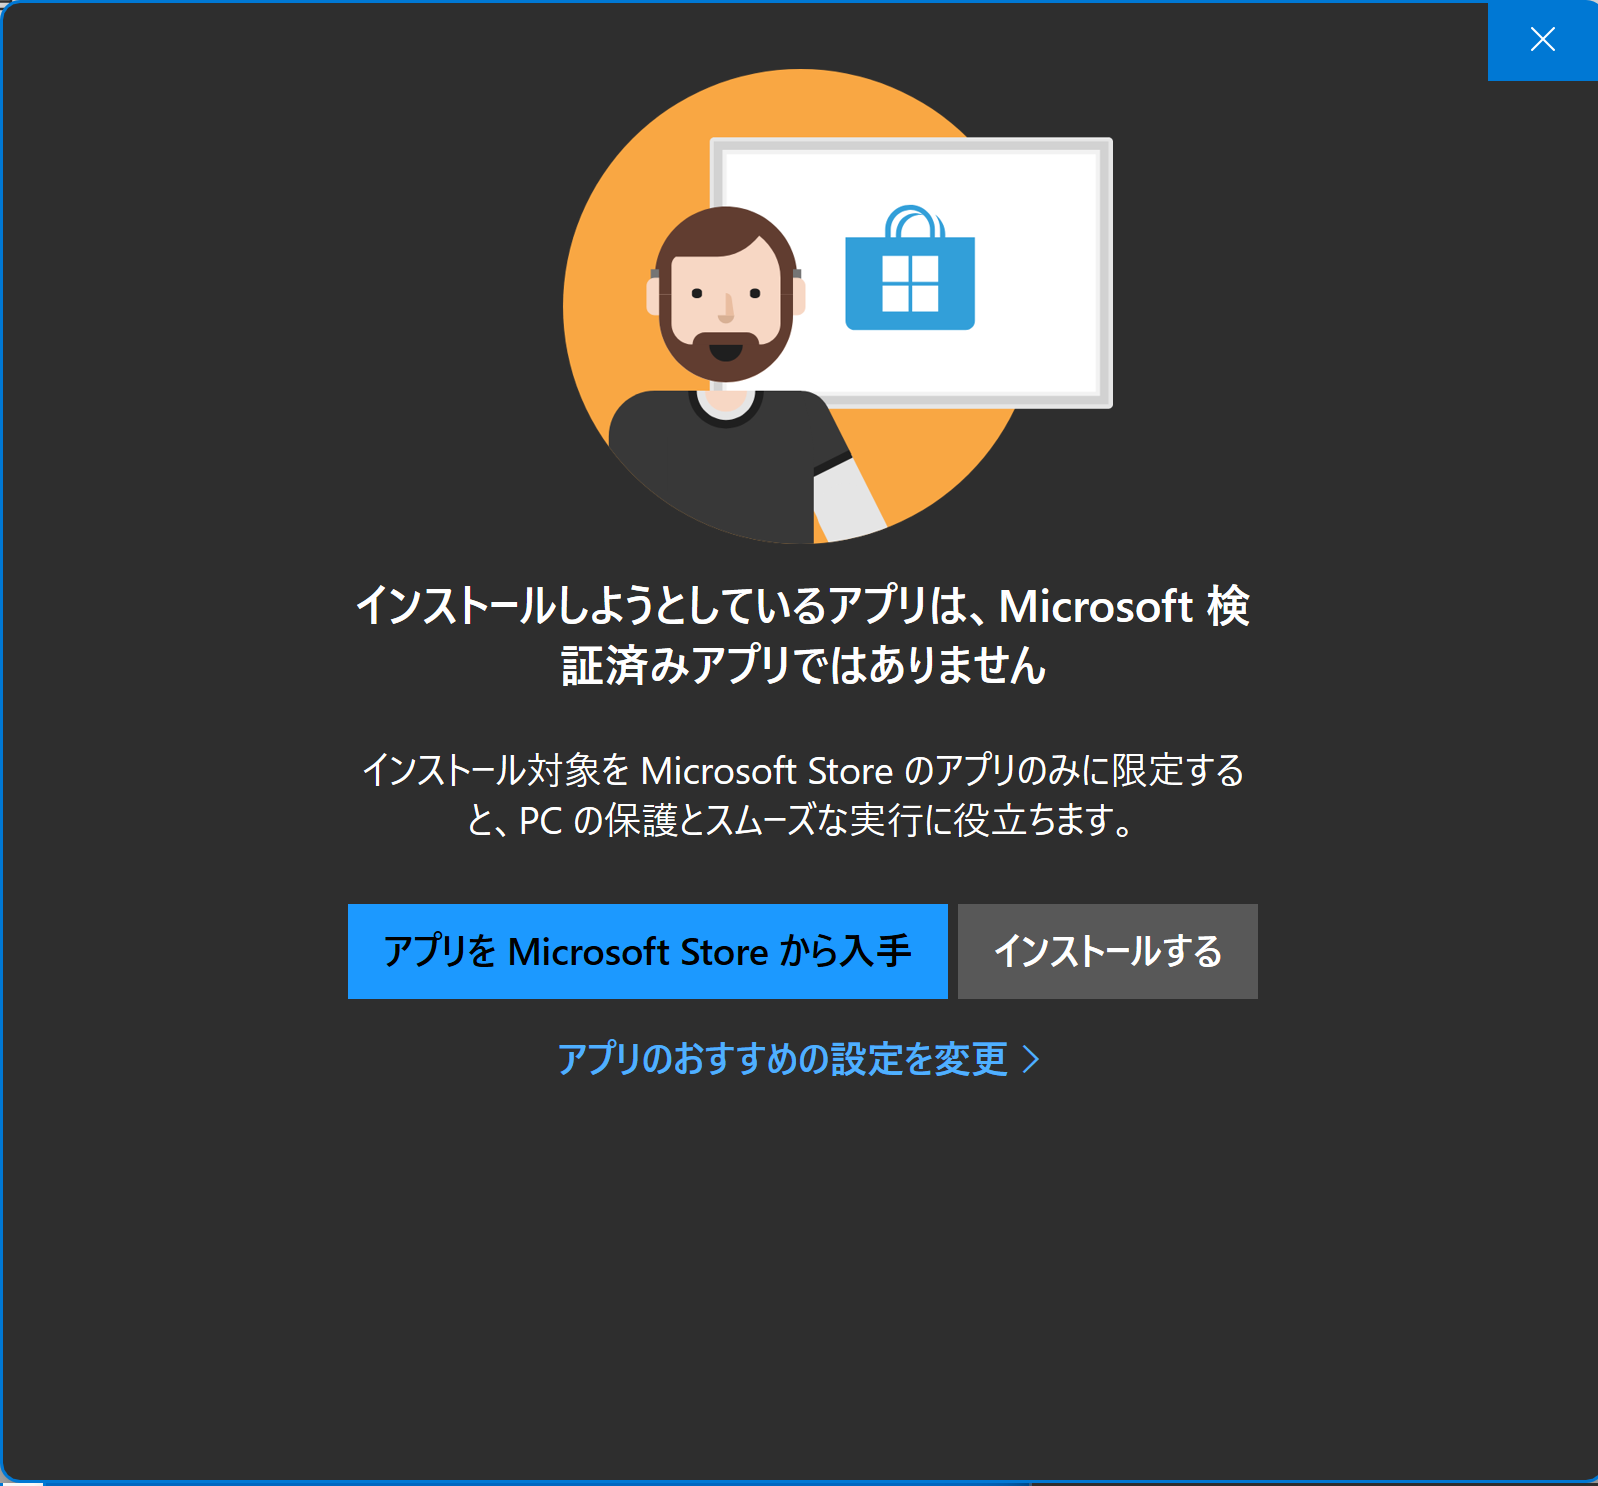 インストールしようとしているアプリは、Microsoft 検
証済みアプリではありません
インストール対象を Microsoft Store のアプリのみに限定する
と、PC の保護とスムーズな実行に役立ちます。
アプリを Microsoft Store から入手
インストールする
アプリのおすすめの設定を変更